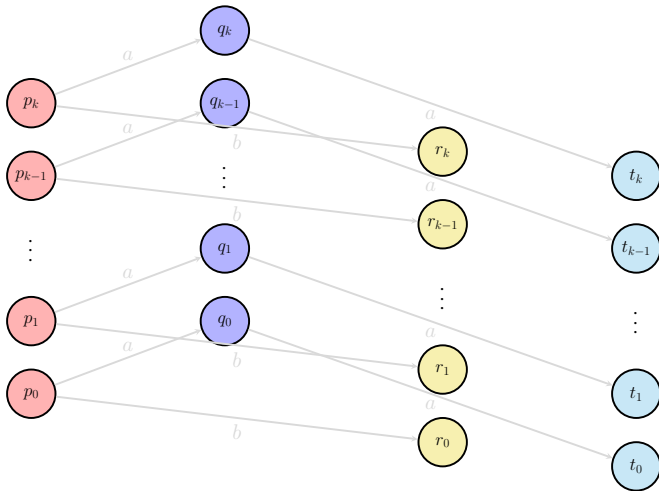 q_k
a
p_k
q_{k-1}
a
a
b
r_k
p_{k-1}
⋮
t_k
a
b
r_{k-1}
⋮
q_1
t_{k-1}
a
⋮
p_1
q_0
⋮
a
a
b
r_1
p_0
t_1
a
b
r_0
t_0